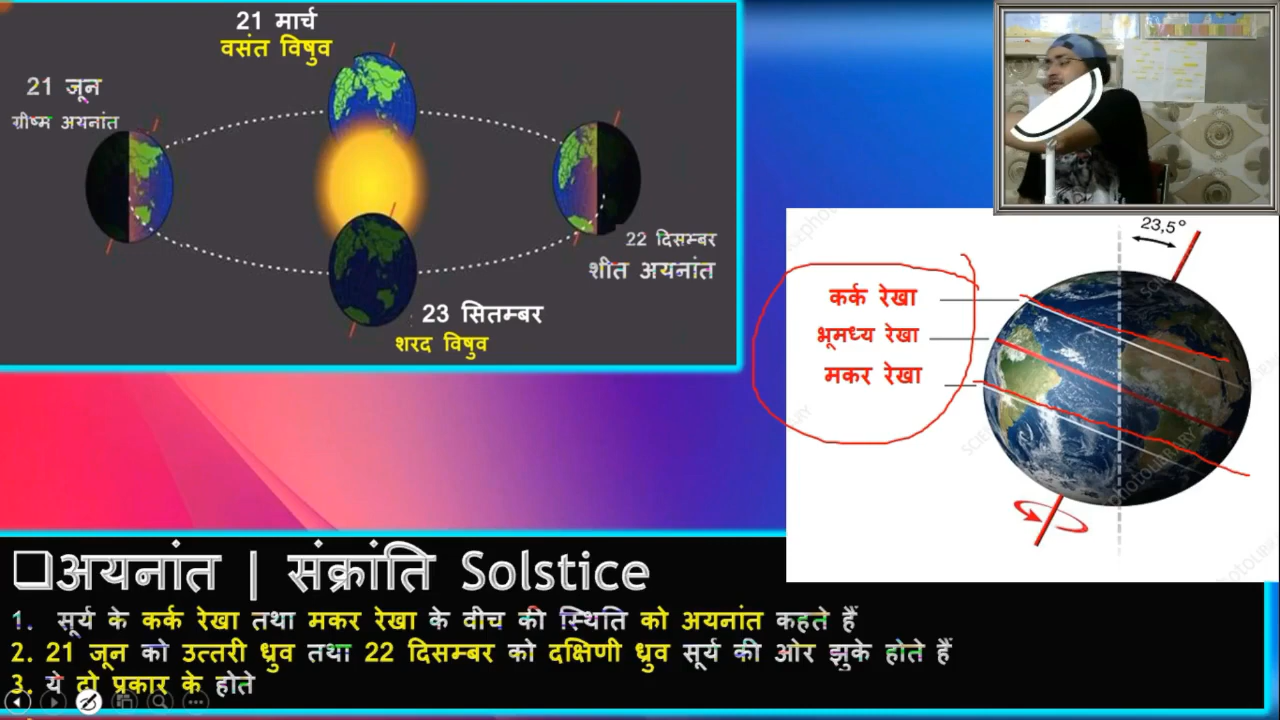 21 मार्च
वसंत विषुव
21 जून
ग्रीष्म अयनांत
22 दिसम्बर
शीत अयनांत
23 सितम्बर
शरद विषुव
23,5°
कर्क रेखा
भूमध्य रेखा
मकर रेखा
अयनांत | संक्रांति Solstice
1. सूर्य के कर्क रेखा तथा मकर रेखा के वीच की स्थिति को अयनांत कहते हैं
2. 21 जून को उत्तरी ध्रुव तथा 22 दिसम्बर को दक्षिणी ध्रुव सूर्य की ओर झुके होते हैं
3. ये दो प्रकार के होते